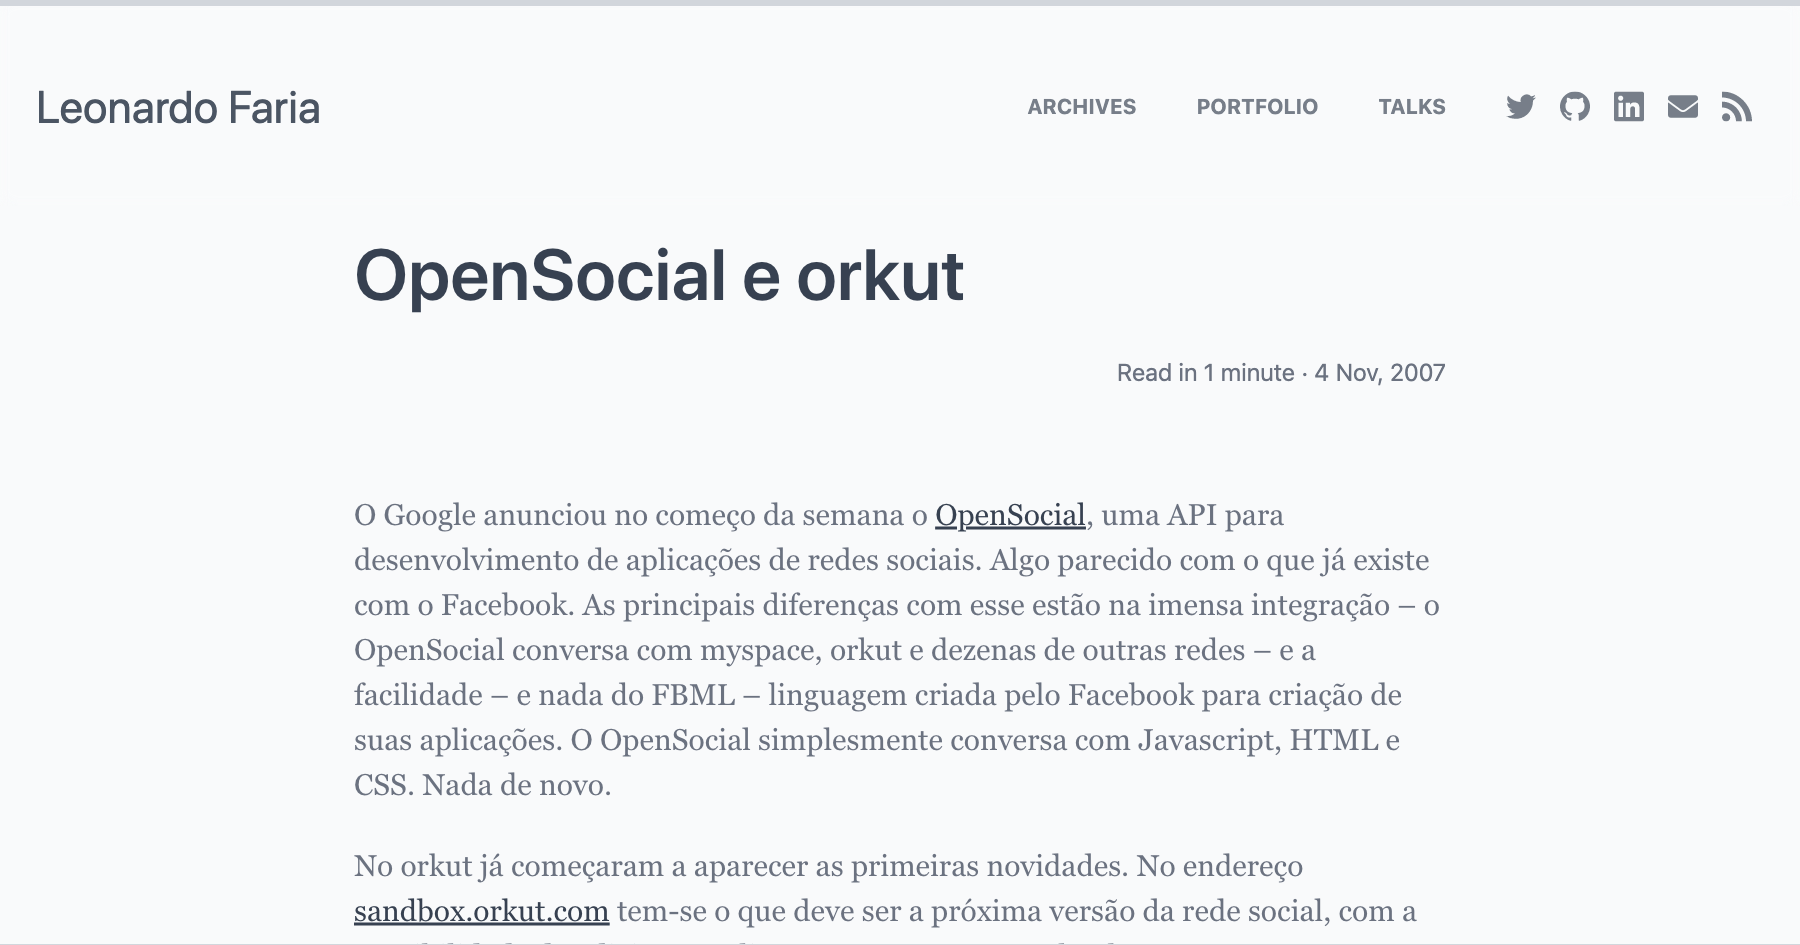 Leonardo Faria
ARCHIVES PORTFOLIO TALKS
OpenSocial e orkut
Read in 1 minute · 4 Nov, 2007
O Google anunciou no começo da semana o OpenSocial, uma API para
desenvolvimento de aplicações de redes sociais. Algo parecido com o que já existe
com o Facebook. As principais diferenças com esse estão na imensa integração – o
OpenSocial conversa com myspace, orkut e dezenas de outras redes – e a
facilidade – e nada do FBML – linguagem criada pelo Facebook para criação de
suas aplicações. O OpenSocial simplesmente conversa com Javascript, HTML e
CSS. Nada de novo.
No orkut já começaram a aparecer as primeiras novidades. No endereço
sandbox.orkut.com tem-se o que deve ser a próxima versão da rede social, com a